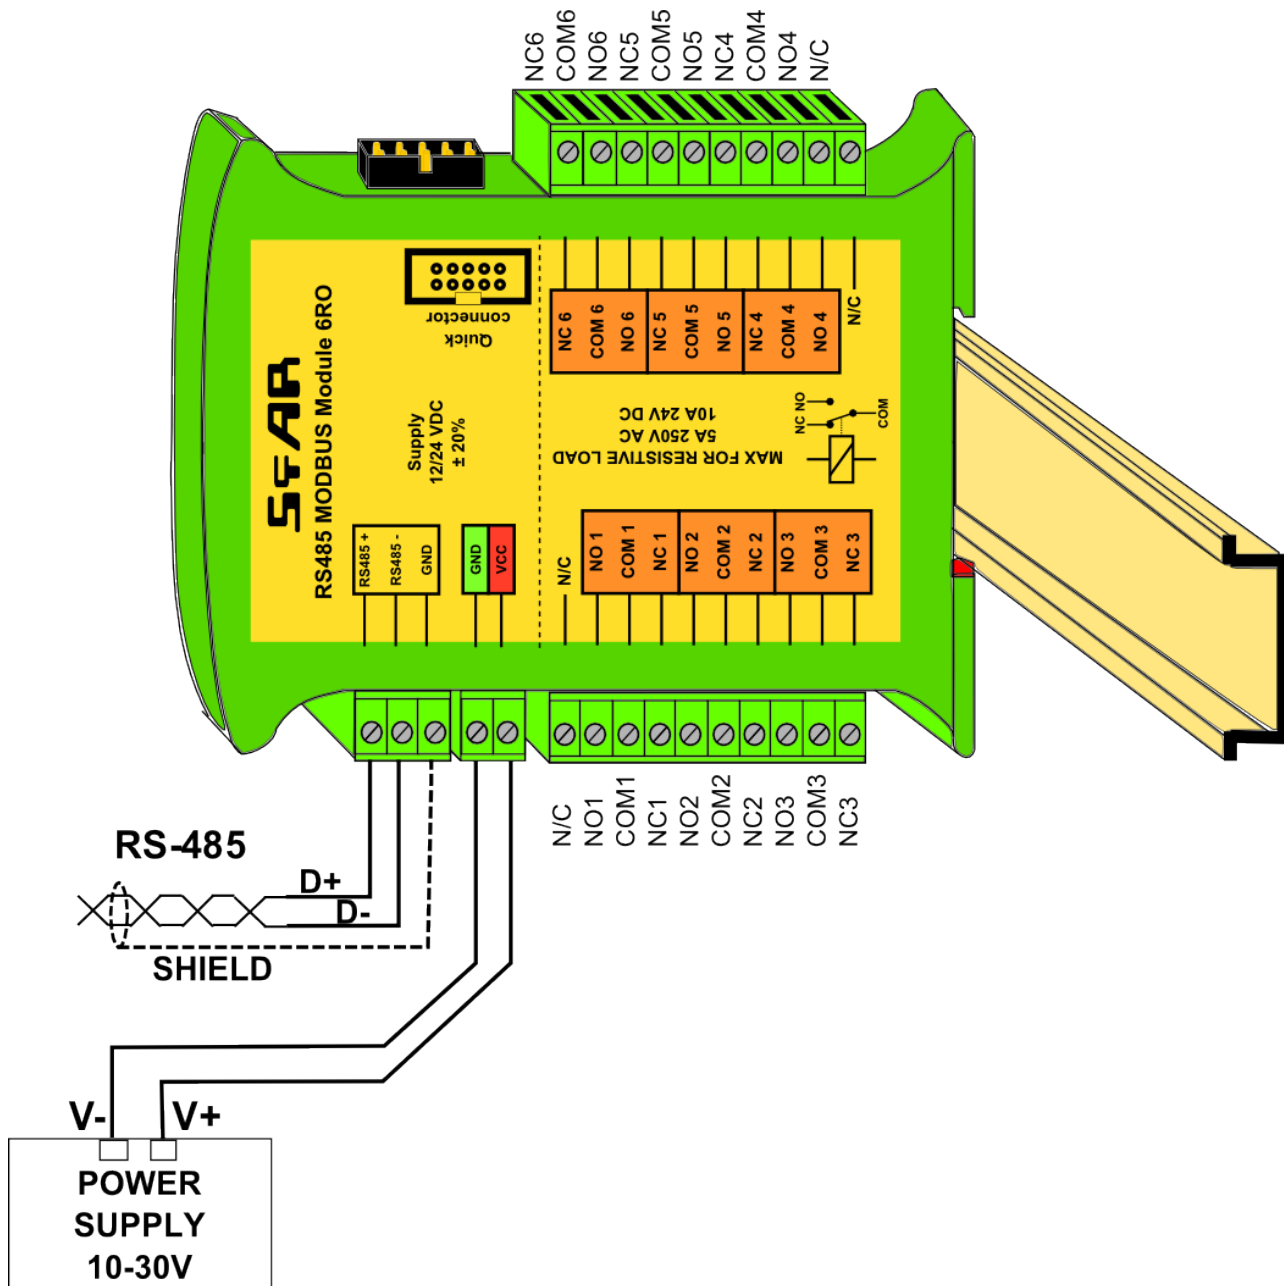 NC6
COM6
NO6
NC5
COM5
NO5
NC4
COM4
NO4
N/C
SfAR
RS485 MODBUS Module 6RO
Quick
connector
NC 6
COM 6
NO 6
NC 5
COM 5
NO 5
NC 4
COM 4
NO 4
N/C
Supply
12/24 VDC
± 20%
MAX FOR RESISTIVE LOAD
5A 250V AC
10A 24V DC
NC NO
COM
RS485 +
RS485 -
GND
GND
VCC
N/C
NO 1
COM 1
NC 1
NO 2
COM 2
NC 2
NO 3
COM 3
NC 3
N/C
NO1
COM1
NC1
NO2
COM2
NC2
NO3
COM3
NC3
RS-485
D+
D-
SHIELD
V-
V+
POWER
SUPPLY
10-30V